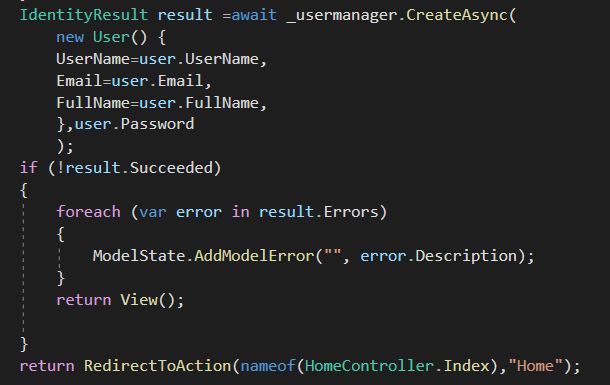 IdentityResult result =await _usermanager.CreateAsync(
new User() {
UserName=user.UserName,
Email=user.Email,
FullName=user.FullName,
},user.Password
);
if (!result.Succeeded)
{
foreach (var error in result.Errors)
{
ModelState.AddModelError("", error.Description);
}
return View();
}
return RedirectToAction(nameof(HomeController.Index),"Home");